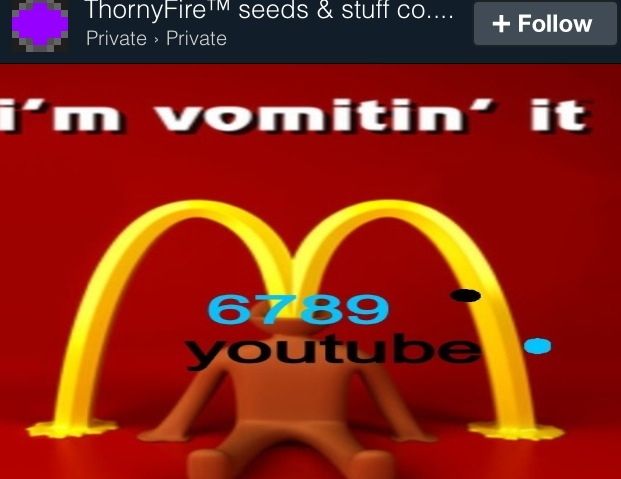 ThornyFire™ seeds & stuff co....
Private › Private
+ Follow
i'm vomitin' it
6789
youtube